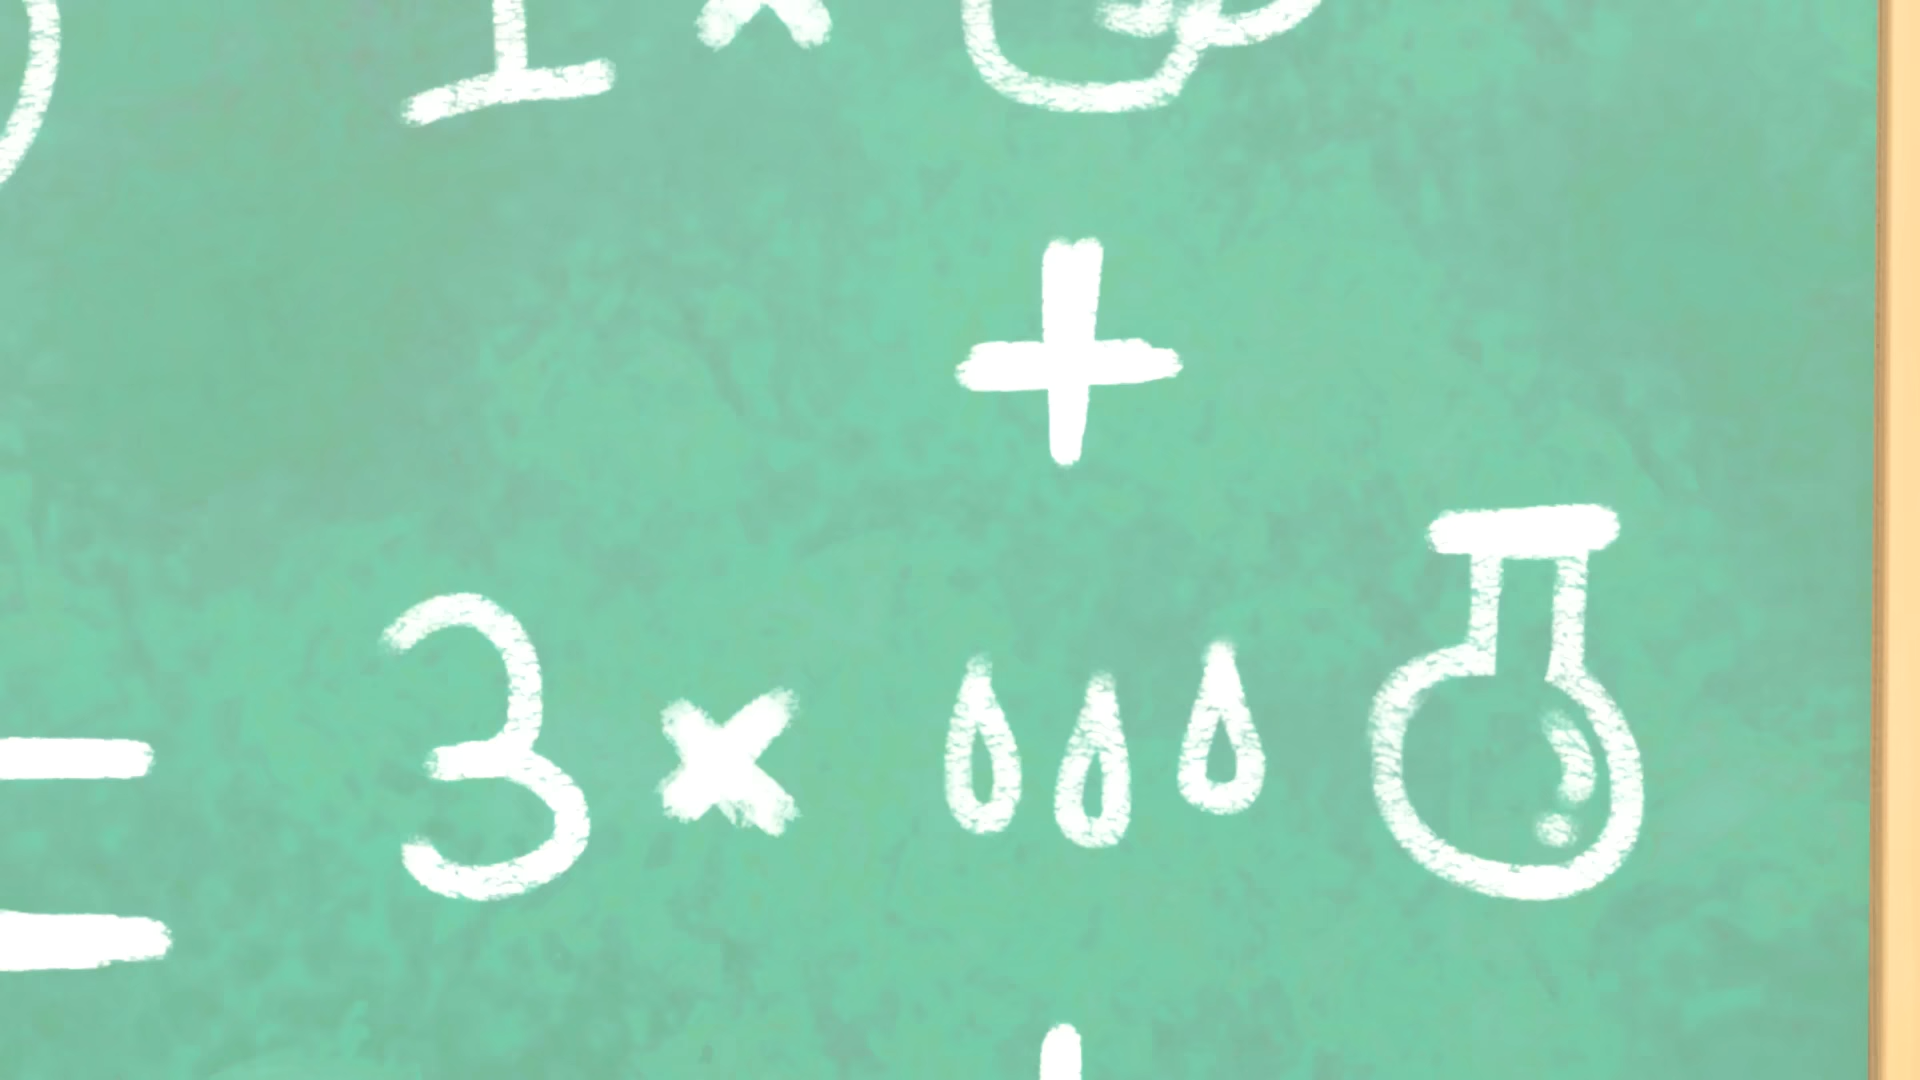 1 ×
+
= 3 ×